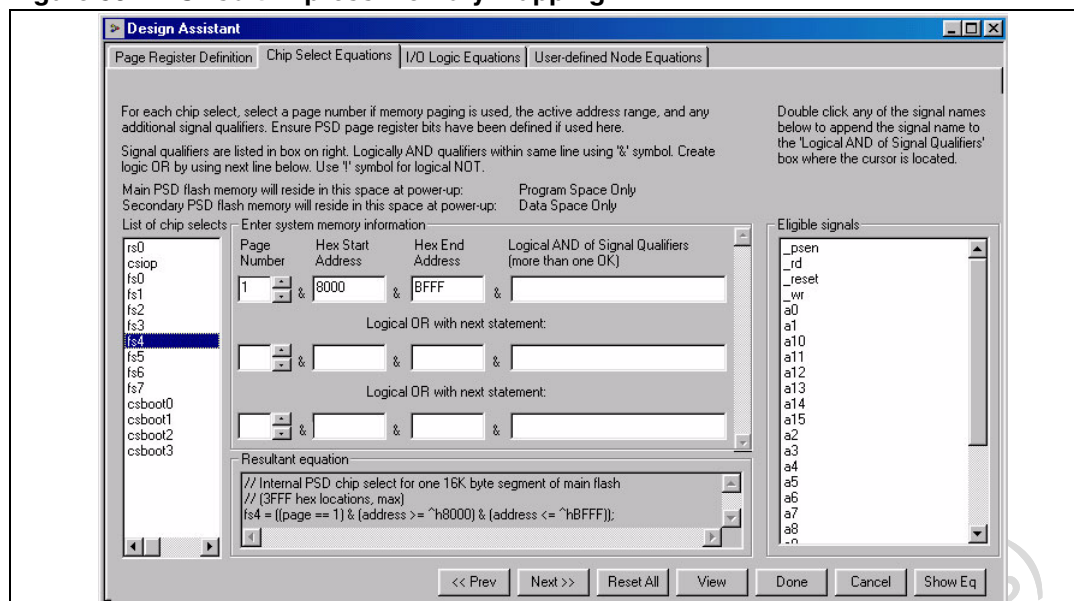 Design Assistant
Page Register Definition Chip Select Equations I/O Logic Equations User-defined Node Equations
For each chip select, select a page number if memory paging is used, the active address range, and any
additional signal qualifiers. Ensure PSD page register bits have been defined if used here.
Signal qualifiers are listed in box on right. Logically AND qualifiers within same line using '&' symbol. Create
logic OR by using next line below. Use '!' symbol for logical NOT.
Main PSD flash memory will reside in this space at power-up: Program Space Only
Secondary PSD flash memory will reside in this space at power-up: Data Space Only
Double click any of the signal names
below to append the signal name to
the 'Logical AND of Signal Qualifiers'
box where the cursor is located.
List of chip selects
rs0
csiop
fs0
fs1
fs2
fs3
fs4
fs5
fs6
fs7
csboot0
csboot1
csboot2
csboot3
Enter system memory information
Page Number
Hex Start Address
Hex End Address
Logical AND of Signal Qualifiers
(more than one OK)
1 & 8000 & BFFF &
Logical OR with next statement:
& & &
Logical OR with next statement:
& & &
Resultant equation
// Internal PSD chip select for one 16K byte segment of main flash
// (3FFF hex locations, max)
fs4 = ((page == 1) & (address >= ^h8000) & (address <= ^hBFFF));
Eligible signals
_psen
_rd
_reset
_wr
a0
a1
a10
a11
a12
a13
a14
a15
a2
a3
a4
a5
a6
a7
a8
<< Prev Next >> Reset All View Done Cancel Show Eq